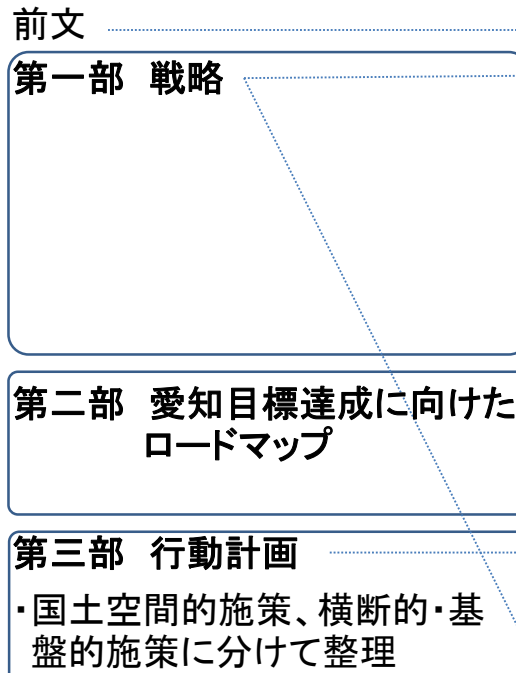 前文
第一部 戦略
第二部 愛知目標達成に向けた
ロードマップ
第三部 行動計画
・国土空間的施策、横断的・基
盤的施策に分けて整理